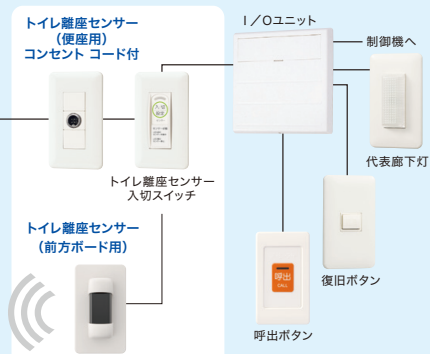 トイレ離座センサー
（便座用）
コンセント コード付
トイレ離座センサー
入切スイッチ
トイレ離座センサー
（前方ボード用）
I／Oユニット
制御機へ
代表廊下灯
復旧ボタン
呼出
CALL
呼出ボタン